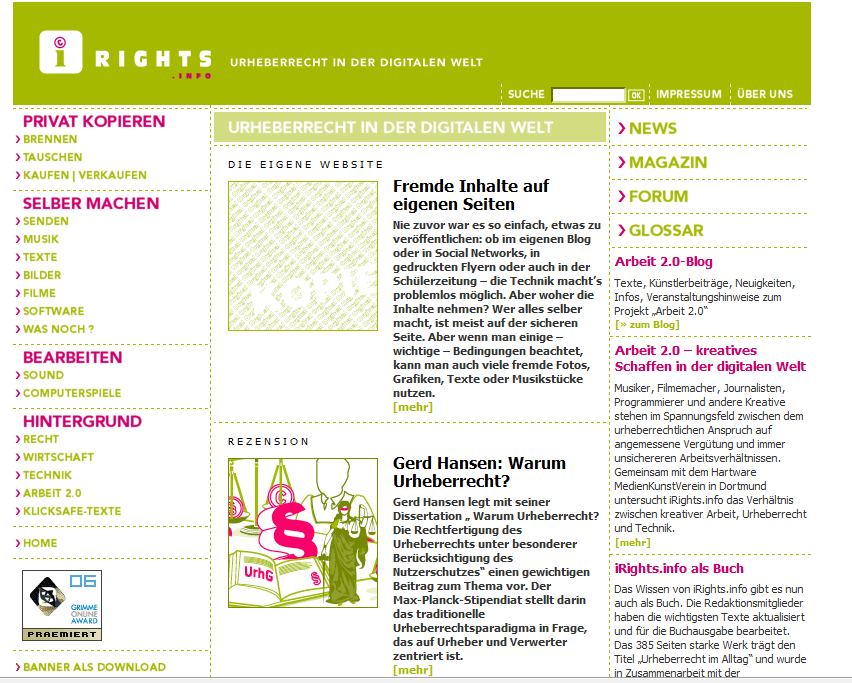 i RIGHTS
.INFO
URHEBERRECHT IN DER DIGITALEN WELT
SUCHE OK IMPRESSUM ÜBER UNS
PRIVAT KOPIEREN
BRENNEN
TAUSCHEN
KAUFEN | VERKAUFEN
SELBER MACHEN
SENDEN
MUSIK
TEXTE
BILDER
FILME
SOFTWARE
WAS NOCH ?
BEARBEITEN
SOUND
COMPUTERSPIELE
HINTERGRUND
RECHT
WIRTSCHAFT
TECHNIK
ARBEIT 2.0
KLICKSAFE-TEXTE
HOME
06
GRIMME
ONLINE
AWARD
PRAEMIERT
BANNER ALS DOWNLOAD
URHEBERRECHT IN DER DIGITALEN WELT
DIE EIGENE WEBSITE
KOPIE
Fremde Inhalte auf
eigenen Seiten
Nie zuvor war es so einfach, etwas zu
veröffentlichen: ob im eigenen Blog
oder in Social Networks, in
gedruckten Flyern oder auch in der
Schülerzeitung – die Technik macht’s
problemlos möglich. Aber woher die
Inhalte nehmen? Wer alles selber
macht, ist meist auf der sicheren
Seite. Aber wenn man einige –
wichtige – Bedingungen beachtet,
kann man auch viele fremde Fotos,
Grafiken, Texte oder Musikstücke
nutzen.
[mehr]
REZENSION
UrhG
§
§
Gerd Hansen: Warum
Urheberrecht?
Gerd Hansen legt mit seiner
Dissertation „ Warum Urheberrecht?
Die Rechtfertigung des
Urheberrechts unter besonderer
Berücksichtigung des
Nutzerschutzes“ einen gewichtigen
Beitrag zum Thema vor. Der
Max-Planck-Stipendiat stellt darin
das traditionelle
Urheberrechtsparadigma in Frage,
das auf Urheber und Verwerter
zentriert ist.
[mehr]
NEWS
MAGAZIN
FORUM
GLOSSAR
Arbeit 2.0-Blog
Texte, Künstlerbeiträge, Neuigkeiten,
Infos, Veranstaltungshinweise zum
Projekt „Arbeit 2.0“
[» zum Blog]
Arbeit 2.0 – kreatives
Schaffen in der digitalen Welt
Musiker, Filmemacher, Journalisten,
Programmierer und andere Kreative
stehen im Spannungsfeld zwischen dem
urheberrechtlichen Anspruch auf
angemessene Vergütung und immer
unsichereren Arbeitsverhältnissen.
Gemeinsam mit dem Hartware
MedienKunstVerein in Dortmund
untersucht iRights.info das Verhältnis
zwischen kreativer Arbeit, Urheberrecht
und Technik.
[mehr]
iRights.info als Buch
Das Wissen von iRights.info gibt es nun
auch als Buch. Die Redaktionsmitglieder
haben die wichtigsten Texte aktualisiert
und für die Buchausgabe bearbeitet.
Das 385 Seiten starke Werk trägt den
Titel „Urheberrecht im Alltag“ und wurde
in Zusammenarbeit mit der